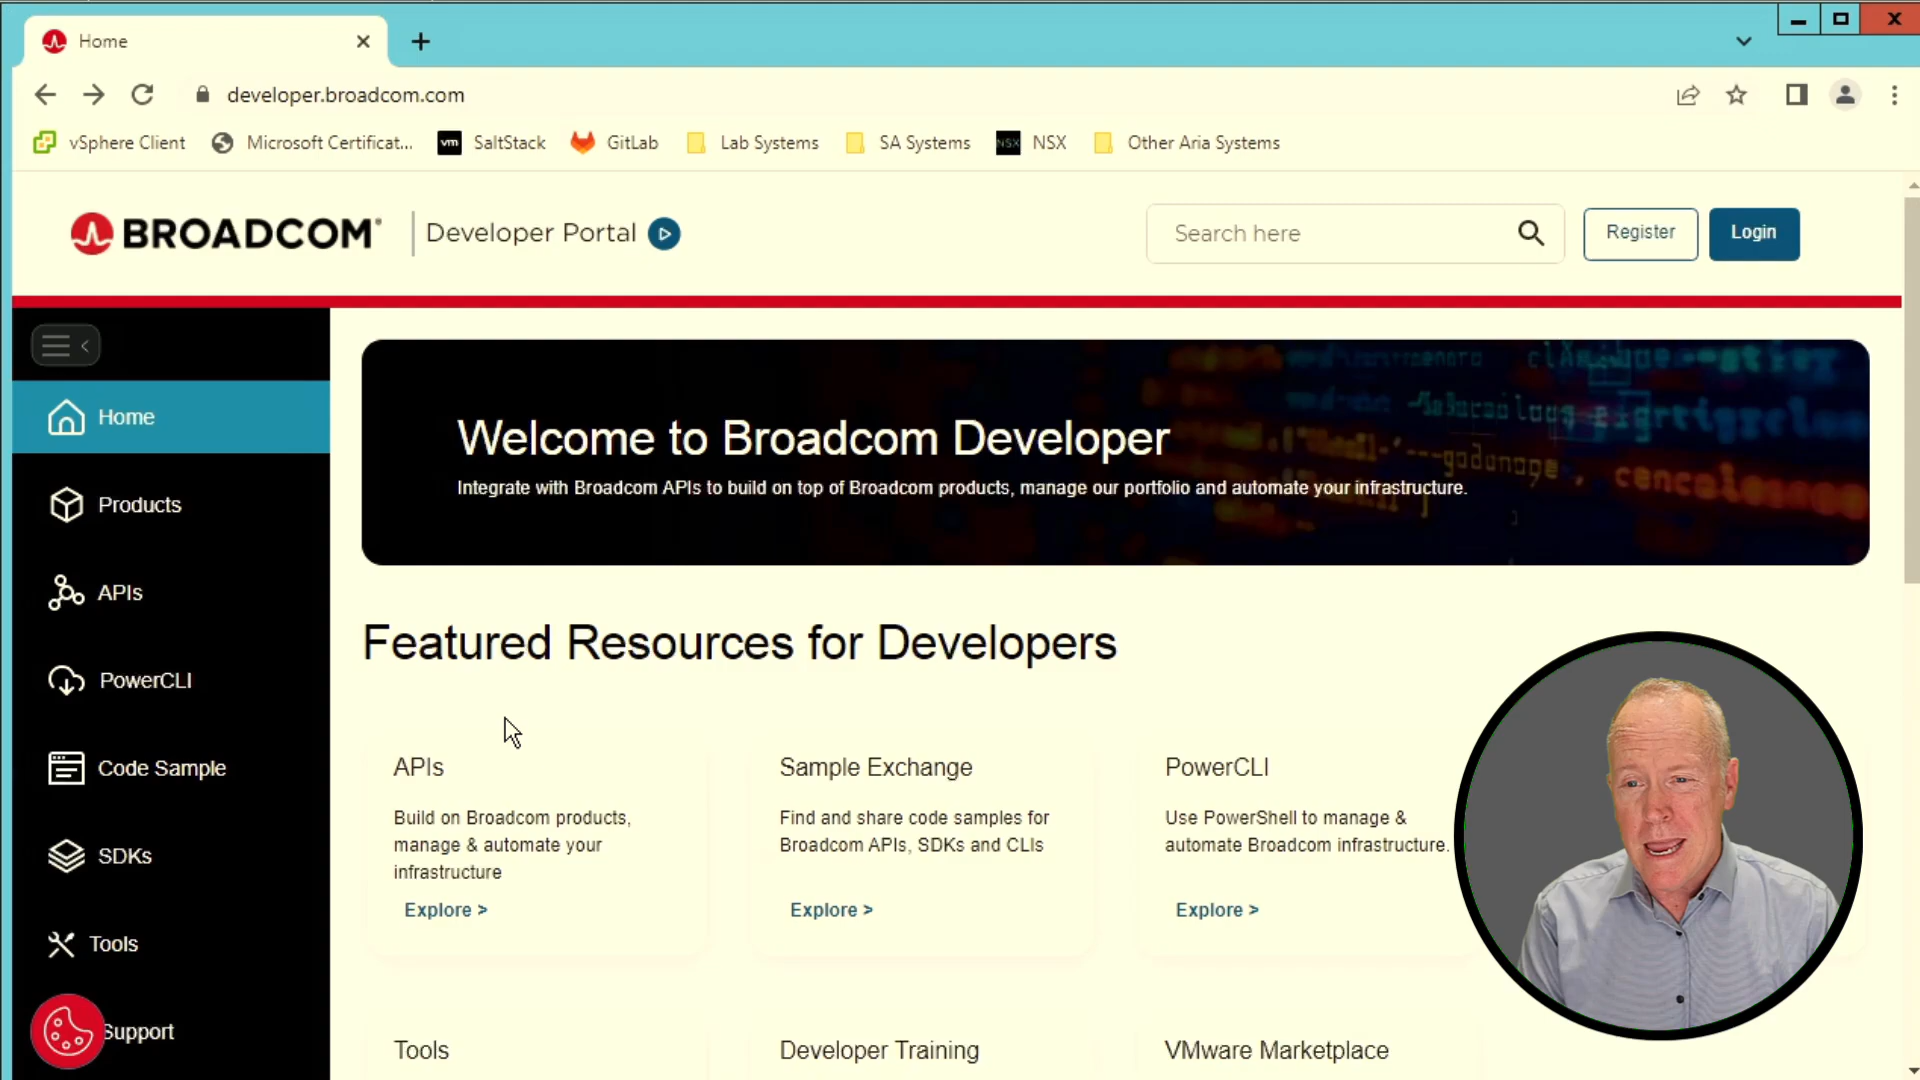 Home
developer.broadcom.com
vSphere Client
Microsoft Certificat...
vm
SaltStack
GitLab
Lab Systems
SA Systems
NSX
NSX
Other Aria Systems
BROADCOM®
Developer Portal
Search here
Register
Login
Home
Products
APIs
PowerCLI
Code Sample
SDKs
Tools
Support
Welcome to Broadcom Developer
Integrate with Broadcom APIs to build on top of Broadcom products, manage our portfolio and automate your infrastructure.
Featured Resources for Developers
APIs
Build on Broadcom products,
manage & automate your
infrastructure
Explore >
Sample Exchange
Find and share code samples for
Broadcom APIs, SDKs and CLIs
Explore >
PowerCLI
Use PowerShell to manage &
automate Broadcom infrastructure.
Explore >
Tools
Developer Training
VMware Marketplace